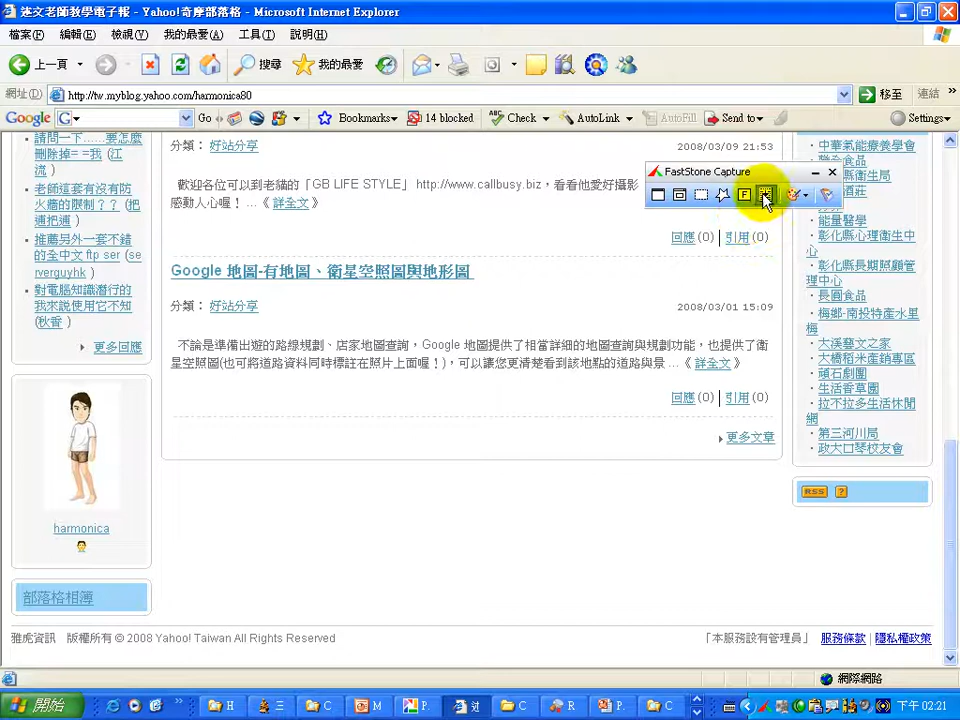 迷文老師教學電子報 - Yahoo!奇摩部落格 - Microsoft Internet Explorer
檔案(F) 編輯(E) 檢視(V) 我的最愛(A) 工具(T) 說明(H)
上一頁 搜尋 我的最愛
網址(D) http://tw.myblog.yahoo.com/harmonica80 移至 連結 »
Google G Go Bookmarks 14 blocked Check AutoLink AutoFill Send to Settings
請問一下......要怎麼
刪除掉= =我 (江
流 )
老師這套有沒有防
火牆的限制？？ (把
連把連 )
推薦另外一套不錯
的全中文 ftp ser (se
rverguyhk )
對電腦知識淺行的
我來說使用它不知
(秋香 )
更多回應
harmonica
部落格相簿
分類： 好站分享 2008/03/09 21:53
歡迎各位可以到老貓的「GB LIFE STYLE」 http://www.callbusy.biz，看看他愛好攝影
感動人心喔！ ...《 詳全文 》
回應 (0) 引用 (0)
Google 地圖-有地圖、衛星空照圖與地形圖
分類： 好站分享 2008/03/01 15:09
不論是準備出遊的路線規劃、店家地圖查詢，Google 地圖提供了相當詳細的地圖查詢與規劃功能，也提供了衛
星空照圖(也可將道路資料同時標註在照片上面喔！)，可以讓您更清楚看到該地點的道路與景 ...《 詳全文 》
回應 (0) 引用 (0)
更多文章
FastStone Capture
F
・中華氣能療養學會
食品
縣衛生局
酒莊
能量醫學
・彰化縣心理衛生中
心
・彰化縣長期照顧管
理中心
・長圓食品
・梅鄉-南投特產水里
梅
・大溪藝文之家
・大橋稻米產銷專區
・頑石劇團
・生活香草園
・拉不拉多生活休閒
網
・第三河川局
・政大口琴校友會
RSS ?
雅虎資訊 版權所有 © 2008 Yahoo! Taiwan All Rights Reserved 「本服務設有管理員」 服務條款 | 隱私權政策
網際網路
開始 H 三 C M P. C R P. C 下午 02:21